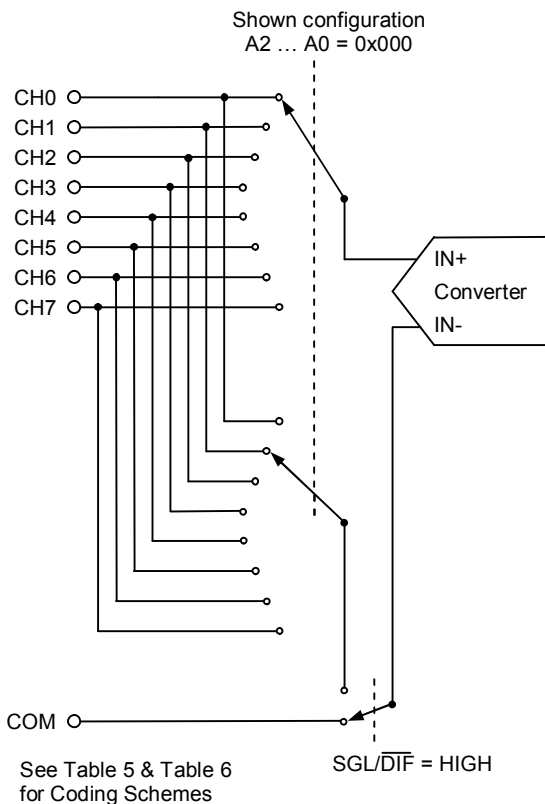 Shown configuration
A2 ... A0 = 0x000
CH0
CH1
CH2
CH3
CH4
CH5
CH6
CH7
IN+
Converter
IN-
COM
SGL/D̅I̅F̅ = HIGH
See Table 5 & Table 6
for Coding Schemes